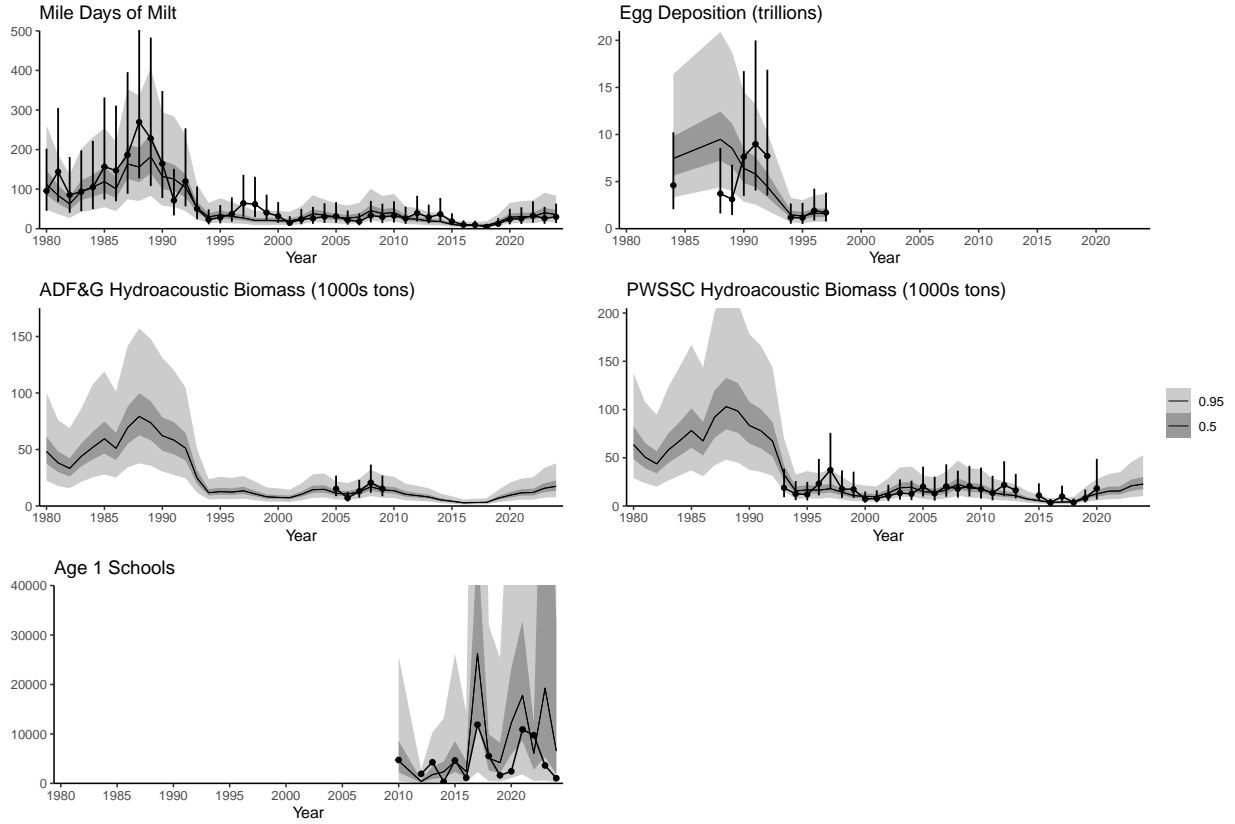 Mile Days of Milt
500
400
300
200
100
0
1980 1985 1990 1995 2000 2005 2010 2015 2020
Year
Egg Deposition (trillions)
20
15
10
5
0
1980 1985 1990 1995 2000 2005 2010 2015 2020
Year
ADF&G Hydroacoustic Biomass (1000s tons)
150
100
50
0
1980 1985 1990 1995 2000 2005 2010 2015 2020
Year
PWSSC Hydroacoustic Biomass (1000s tons)
200
150
100
50
0
1980 1985 1990 1995 2000 2005 2010 2015 2020
Year
0.95
0.5
Age 1 Schools
40000
30000
20000
10000
0
1980 1985 1990 1995 2000 2005 2010 2015 2020
Year